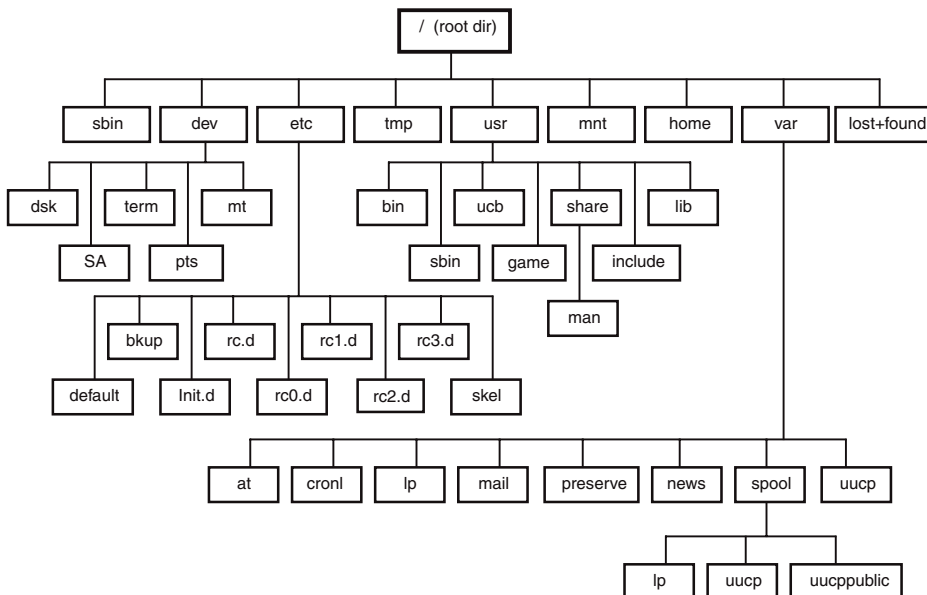 / (root dir)
sbin dev etc tmp usr mnt home var lost+found
dsk term mt bin ucb share lib
SA pts sbin game include
man
bkup rc.d rc1.d rc3.d
default Init.d rc0.d rc2.d skel
at cronl lp mail preserve news spool uucp
lp uucp uucppublic